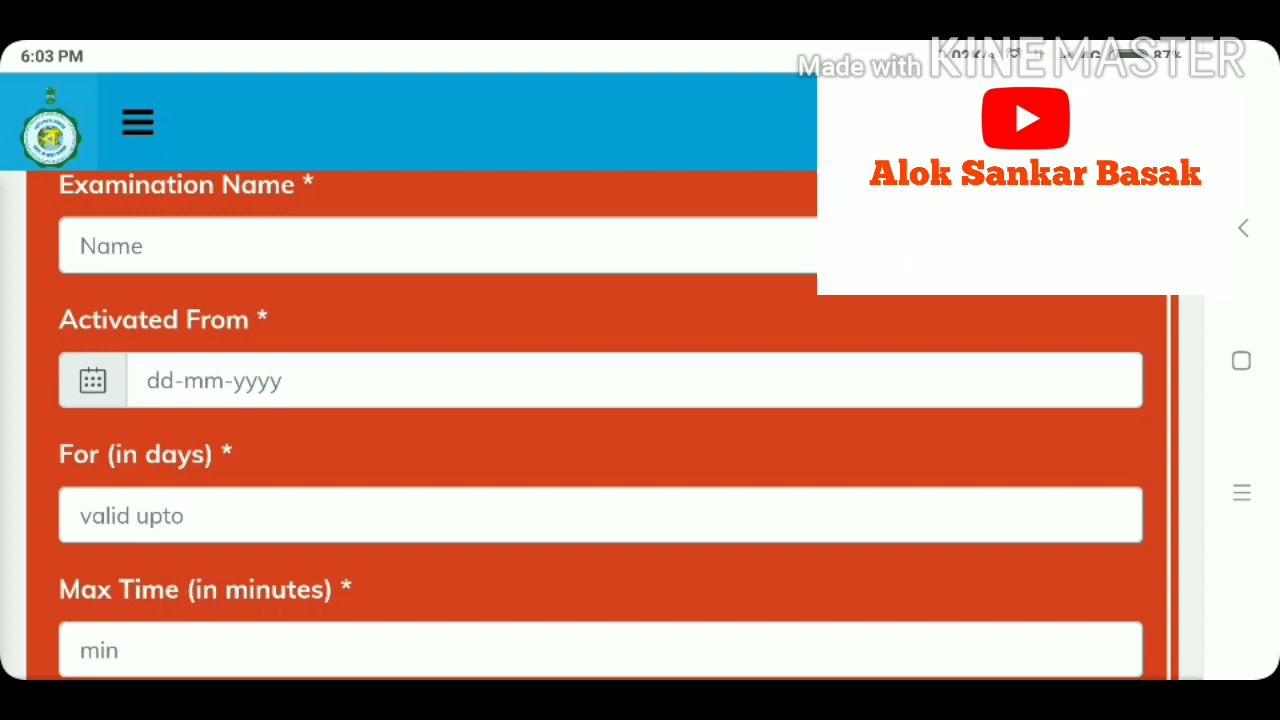 6:03 PM
87%
Made with KINEMASTER
Alok Sankar Basak
Examination Name *
Name
Activated From *
dd-mm-yyyy
For (in days) *
valid upto
Max Time (in minutes) *
min